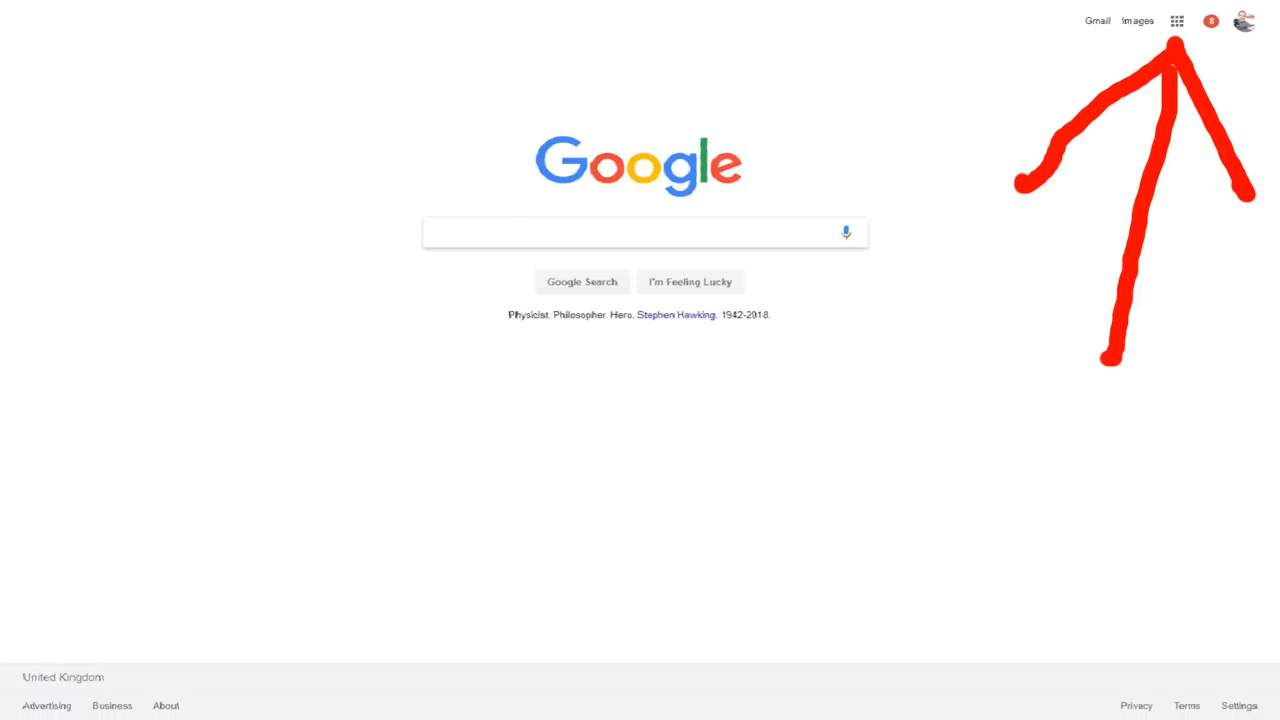 Gmail Images 8
Google
Google Search I'm Feeling Lucky
Physicist. Philosopher. Hero. Stephen Hawking. 1942-2018.
United Kingdom
Advertising Business About Privacy Terms Settings